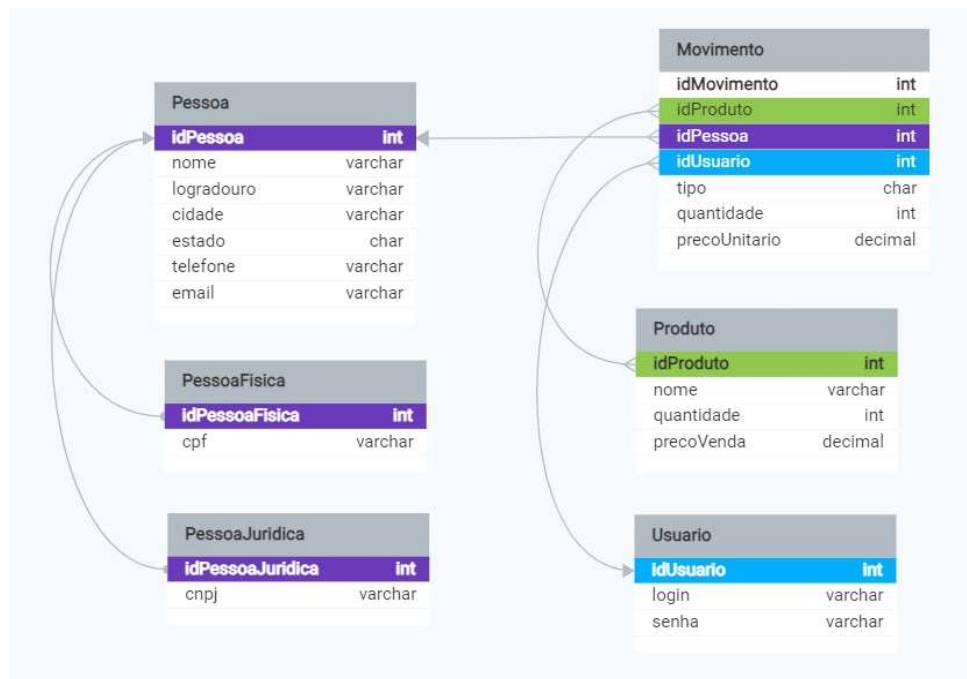 Pessoa
idPessoa int
nome varchar
logradouro varchar
cidade varchar
estado char
telefone varchar
email varchar
PessoaFisica
idPessoaFisica int
cpf varchar
PessoaJuridica
idPessoaJuridica int
cnpj varchar
Movimento
idMovimento int
idProduto int
idPessoa int
idUsuario int
tipo char
quantidade int
precoUnitario decimal
Produto
idProduto int
nome varchar
quantidade int
precoVenda decimal
Usuario
idUsuario int
login varchar
senha varchar